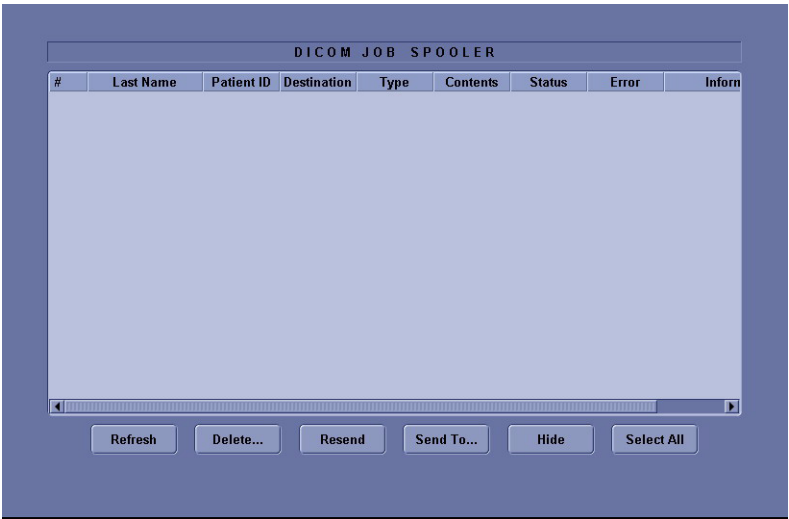 DICOM JOB SPOOLER
# Last Name Patient ID Destination Type Contents Status Error Inform
Refresh Delete... Resend Send To... Hide Select All